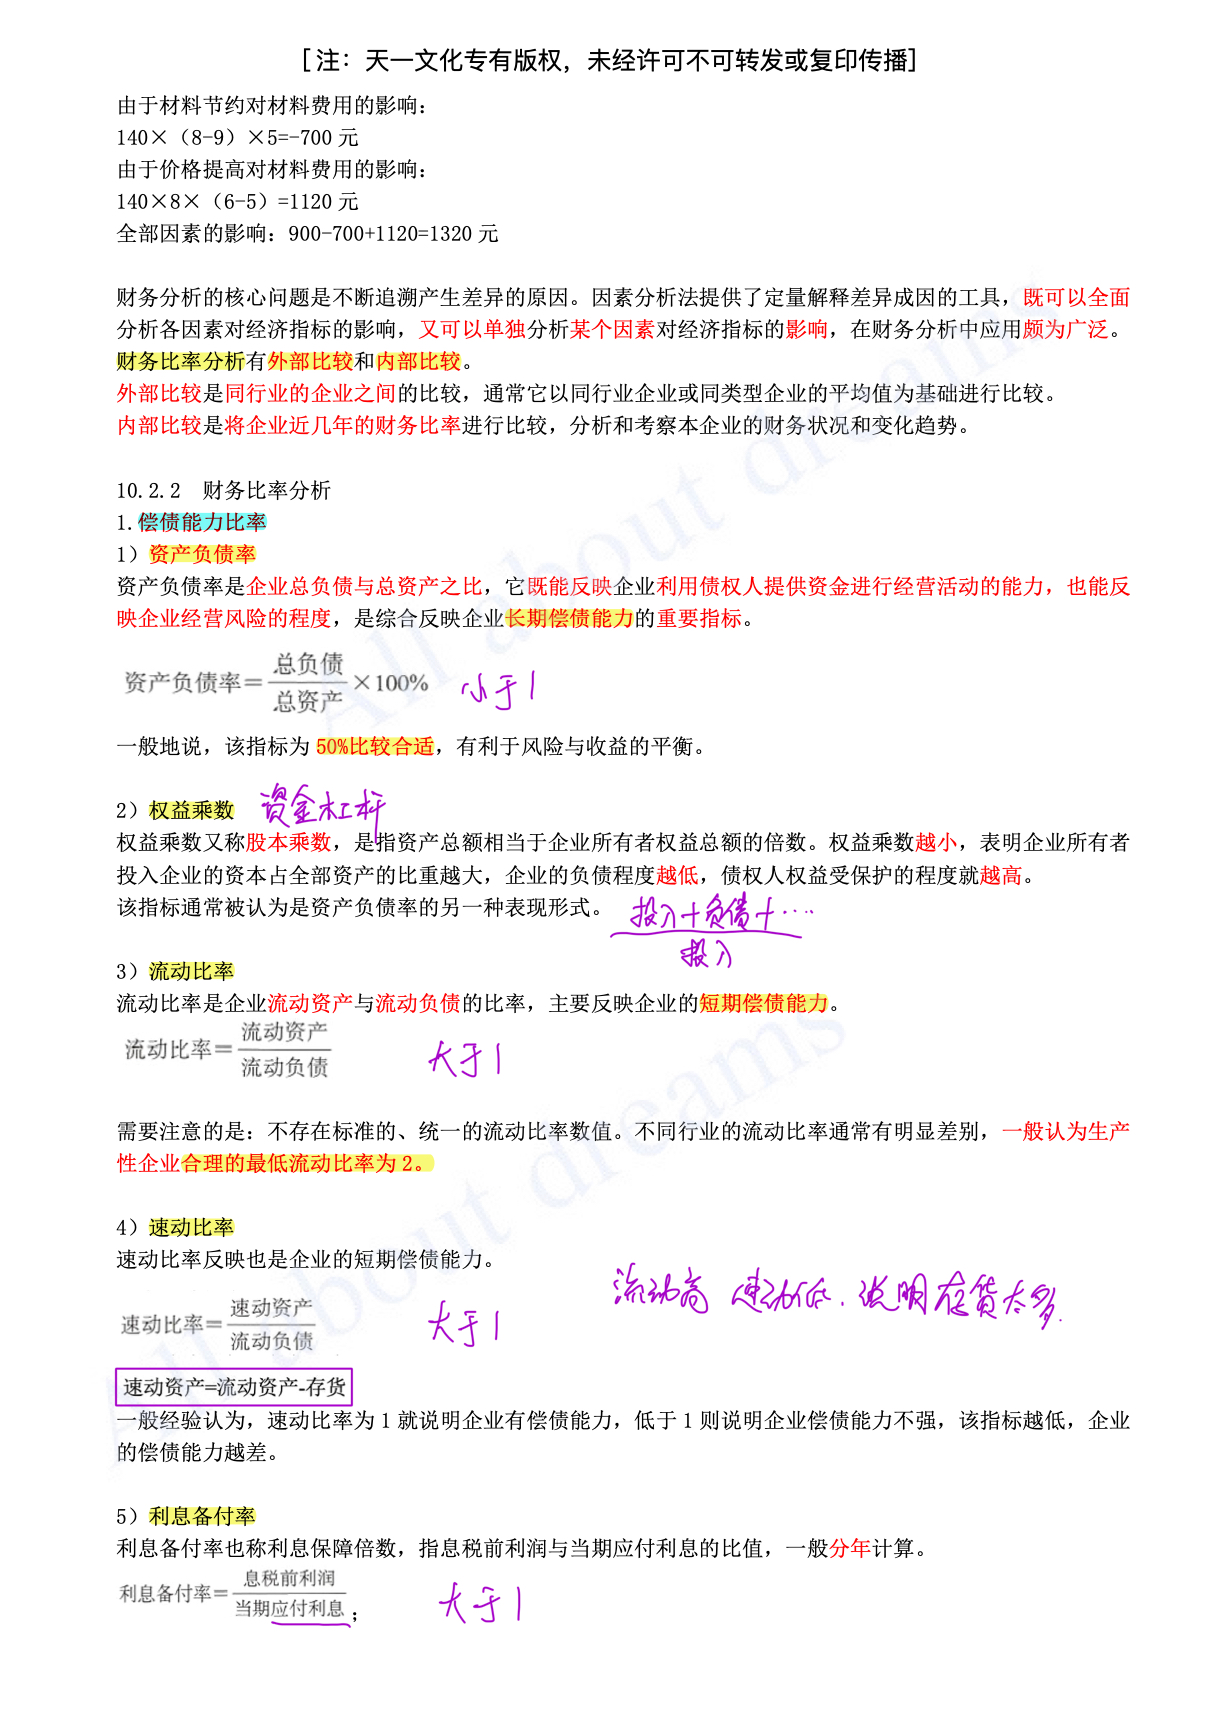 [注：天一文化专有版权，未经许可不可转发或复印传播]
由于材料节约对材料费用的影响：
140×（8-9）×5=-700 元
由于价格提高对材料费用的影响：
140×8×（6-5）=1120 元
全部因素的影响：900-700+1120=1320 元
财务分析的核心问题是不断追溯产生差异的原因。因素分析法提供了定量解释差异成因的工具，既可以全面
分析各因素对经济指标的影响，又可以单独分析某个因素对经济指标的影响，在财务分析中应用颇为广泛。
财务比率分析有外部比较和内部比较。
外部比较是同行业的企业之间的比较，通常它以同行业企业或同类型企业的平均值为基础进行比较。
内部比较是将企业近几年的财务比率进行比较，分析和考察本企业的财务状况和变化趋势。
10.2.2 财务比率分析
1.偿债能力比率
1）资产负债率
资产负债率是企业总负债与总资产之比，它既能反映企业利用债权人提供资金进行经营活动的能力，也能反
映企业经营风险的程度，是综合反映企业长期偿债能力的重要指标。
资产负债率=总负债/总资产×100% 小于1
一般地说，该指标为 50%比较合适，有利于风险与收益的平衡。
2）权益乘数 资金杠杆
权益乘数又称股本乘数，是指资产总额相当于企业所有者权益总额的倍数。权益乘数越小，表明企业所有者
投入企业的资本占全部资产的比重越大，企业的负债程度越低，债权人权益受保护的程度就越高。
该指标通常被认为是资产负债率的另一种表现形式。 投入+负债+····
投入
3）流动比率
流动比率是企业流动资产与流动负债的比率，主要反映企业的短期偿债能力。
流动比率=流动资产/流动负债 大于1
需要注意的是：不存在标准的、统一的流动比率数值。不同行业的流动比率通常有明显差别，一般认为生产
性企业合理的最低流动比率为 2。
4）速动比率
速动比率反映也是企业的短期偿债能力。
流动高 速动低．说明存货太多．
速动比率=速动资产/流动负债 大于1
速动资产=流动资产-存货
一般经验认为，速动比率为 1 就说明企业有偿债能力，低于 1 则说明企业偿债能力不强，该指标越低，企业
的偿债能力越差。
5）利息备付率
利息备付率也称利息保障倍数，指息税前利润与当期应付利息的比值，一般分年计算。
利息备付率=息税前利润/当期应付利息； 大于1
All about dreams
All about dreams